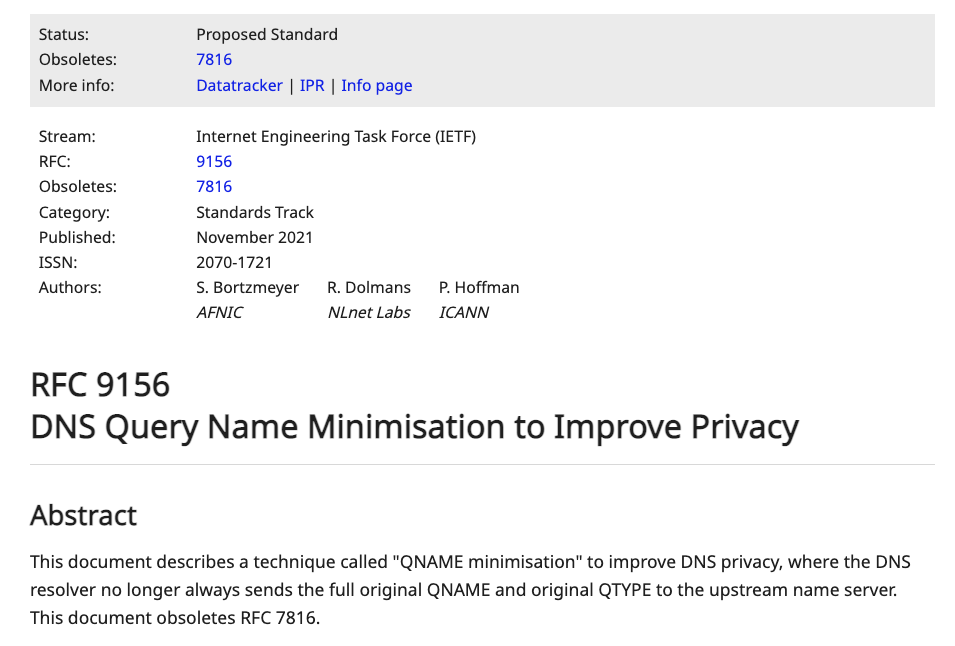 Status: Proposed Standard
Obsoletes: 7816
More info: Datatracker | IPR | Info page
Stream: Internet Engineering Task Force (IETF)
RFC: 9156
Obsoletes: 7816
Category: Standards Track
Published: November 2021
ISSN: 2070-1721
Authors: S. Bortzmeyer R. Dolmans P. Hoffman
AFNIC NLnet Labs ICANN
RFC 9156
DNS Query Name Minimisation to Improve Privacy
Abstract
This document describes a technique called "QNAME minimisation" to improve DNS privacy, where the DNS
resolver no longer always sends the full original QNAME and original QTYPE to the upstream name server.
This document obsoletes RFC 7816.